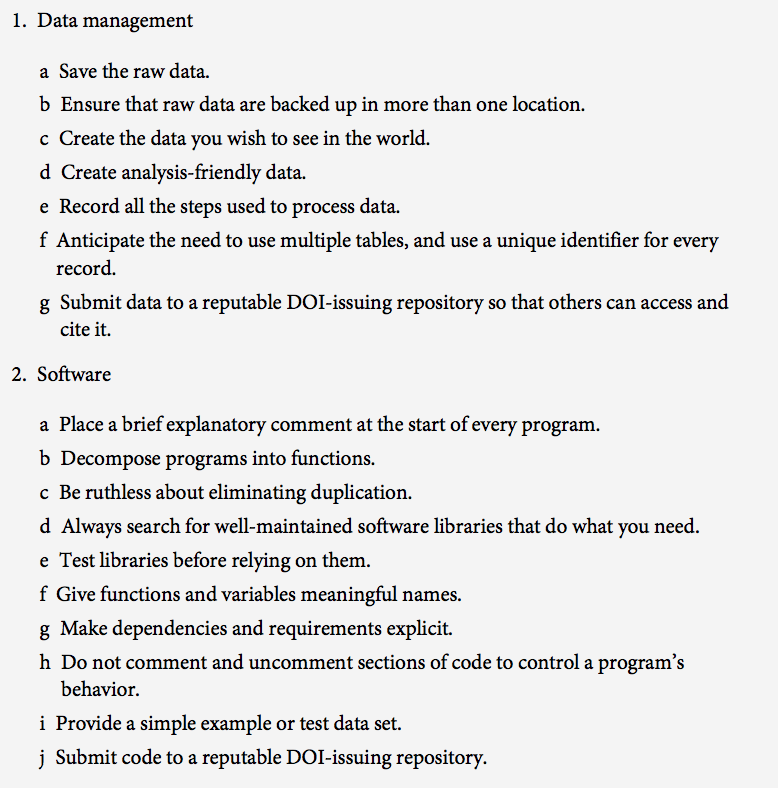 1. Data management
a Save the raw data.
b Ensure that raw data are backed up in more than one location.
c Create the data you wish to see in the world.
d Create analysis-friendly data.
e Record all the steps used to process data.
f Anticipate the need to use multiple tables, and use a unique identifier for every
record.
g Submit data to a reputable DOI-issuing repository so that others can access and
cite it.
2. Software
a Place a brief explanatory comment at the start of every program.
b Decompose programs into functions.
c Be ruthless about eliminating duplication.
d Always search for well-maintained software libraries that do what you need.
e Test libraries before relying on them.
f Give functions and variables meaningful names.
g Make dependencies and requirements explicit.
h Do not comment and uncomment sections of code to control a program’s
behavior.
i Provide a simple example or test data set.
j Submit code to a reputable DOI-issuing repository.